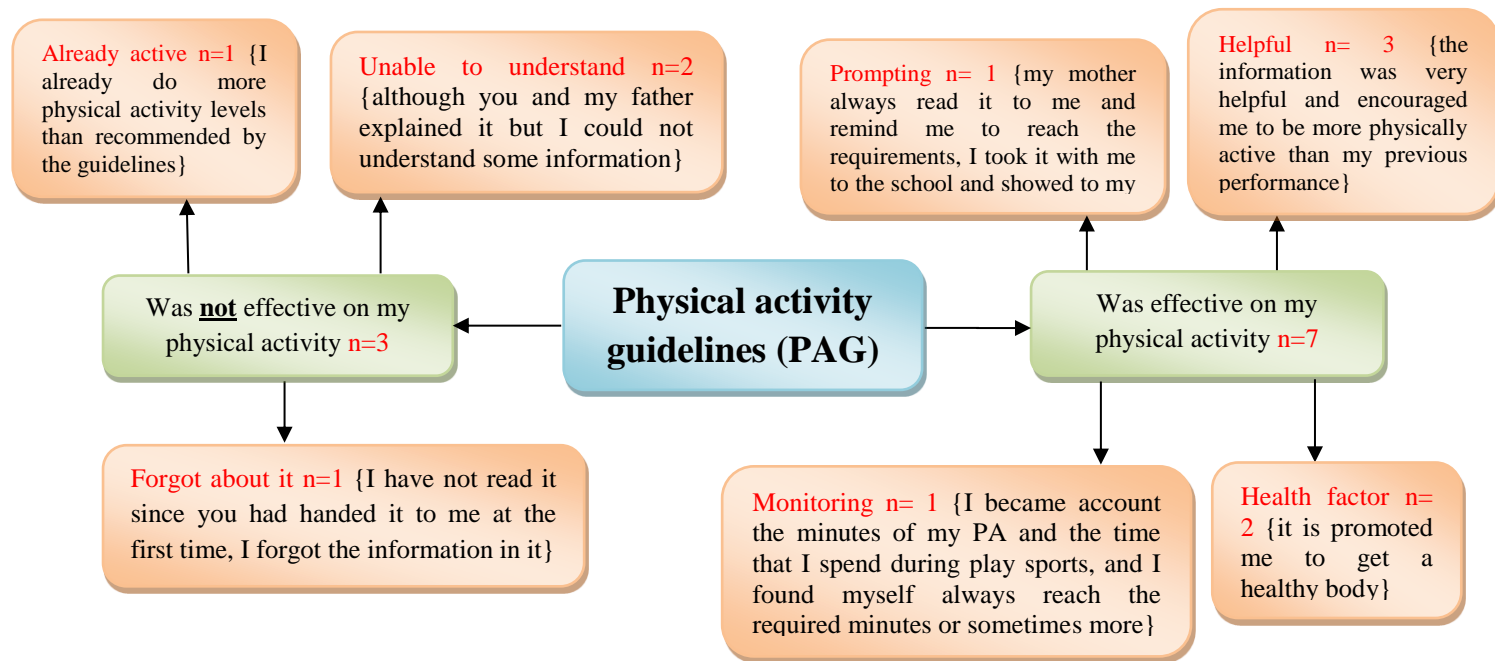 Already active n=1 {I
already do more
physical activity levels
than recommended by
the guidelines}
Unable to understand n=2
{although you and my father
explained it but I could not
understand some information}
Prompting n= 1 {my mother
always read it to me and
remind me to reach the
requirements, I took it with me
to the school and showed to my
Helpful n= 3 {the
information was very
helpful and encouraged
me to be more physically
active than my previous
performance}
Was not effective on my
physical activity n=3
Physical activity
guidelines (PAG)
Was effective on my
physical activity n=7
Forgot about it n=1 {I have not read it
since you had handed it to me at the
first time, I forgot the information in it}
Monitoring n= 1 {I became account
the minutes of my PA and the time
that I spend during play sports, and I
found myself always reach the
required minutes or sometimes more}
Health factor n=
2 {it is promoted
me to get a
healthy body}